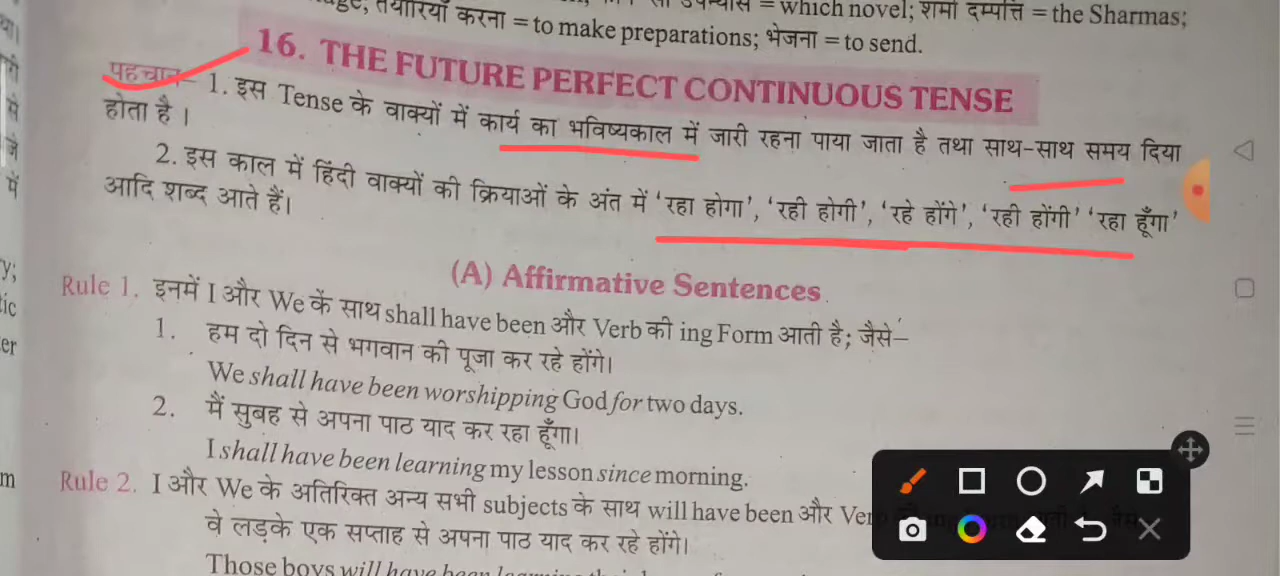 तैयारियाँ करना = to make preparations; भेजना = to send.
= which novel; शर्मा दम्पत्ति = the Sharmas;
16. THE FUTURE PERFECT CONTINUOUS TENSE
पहचान– 1. इस Tense के वाक्यों में कार्य का भविष्यकाल में जारी रहना पाया जाता है तथा साथ-साथ समय दिया
होता है।
2. इस काल में हिंदी वाक्यों की क्रियाओं के अंत में 'रहा होगा', 'रही होगी', 'रहे होंगे', 'रही होंगी' 'रहा हूँगा'
आदि शब्द आते हैं।
(A) Affirmative Sentences
Rule 1. इनमें I और We कें साथ shall have been और Verb की ing Form आती है; जैसे–
1. हम दो दिन से भगवान की पूजा कर रहे होंगे।
We shall have been worshipping God for two days.
2. मैं सुबह से अपना पाठ याद कर रहा हूँगा।
I shall have been learning my lesson since morning.
Rule 2. I और We के अतिरिक्त अन्य सभी subjects के साथ will have been और
वे लड़के एक सप्ताह से अपना पाठ याद कर रहे होंगे।
Those boys will have been